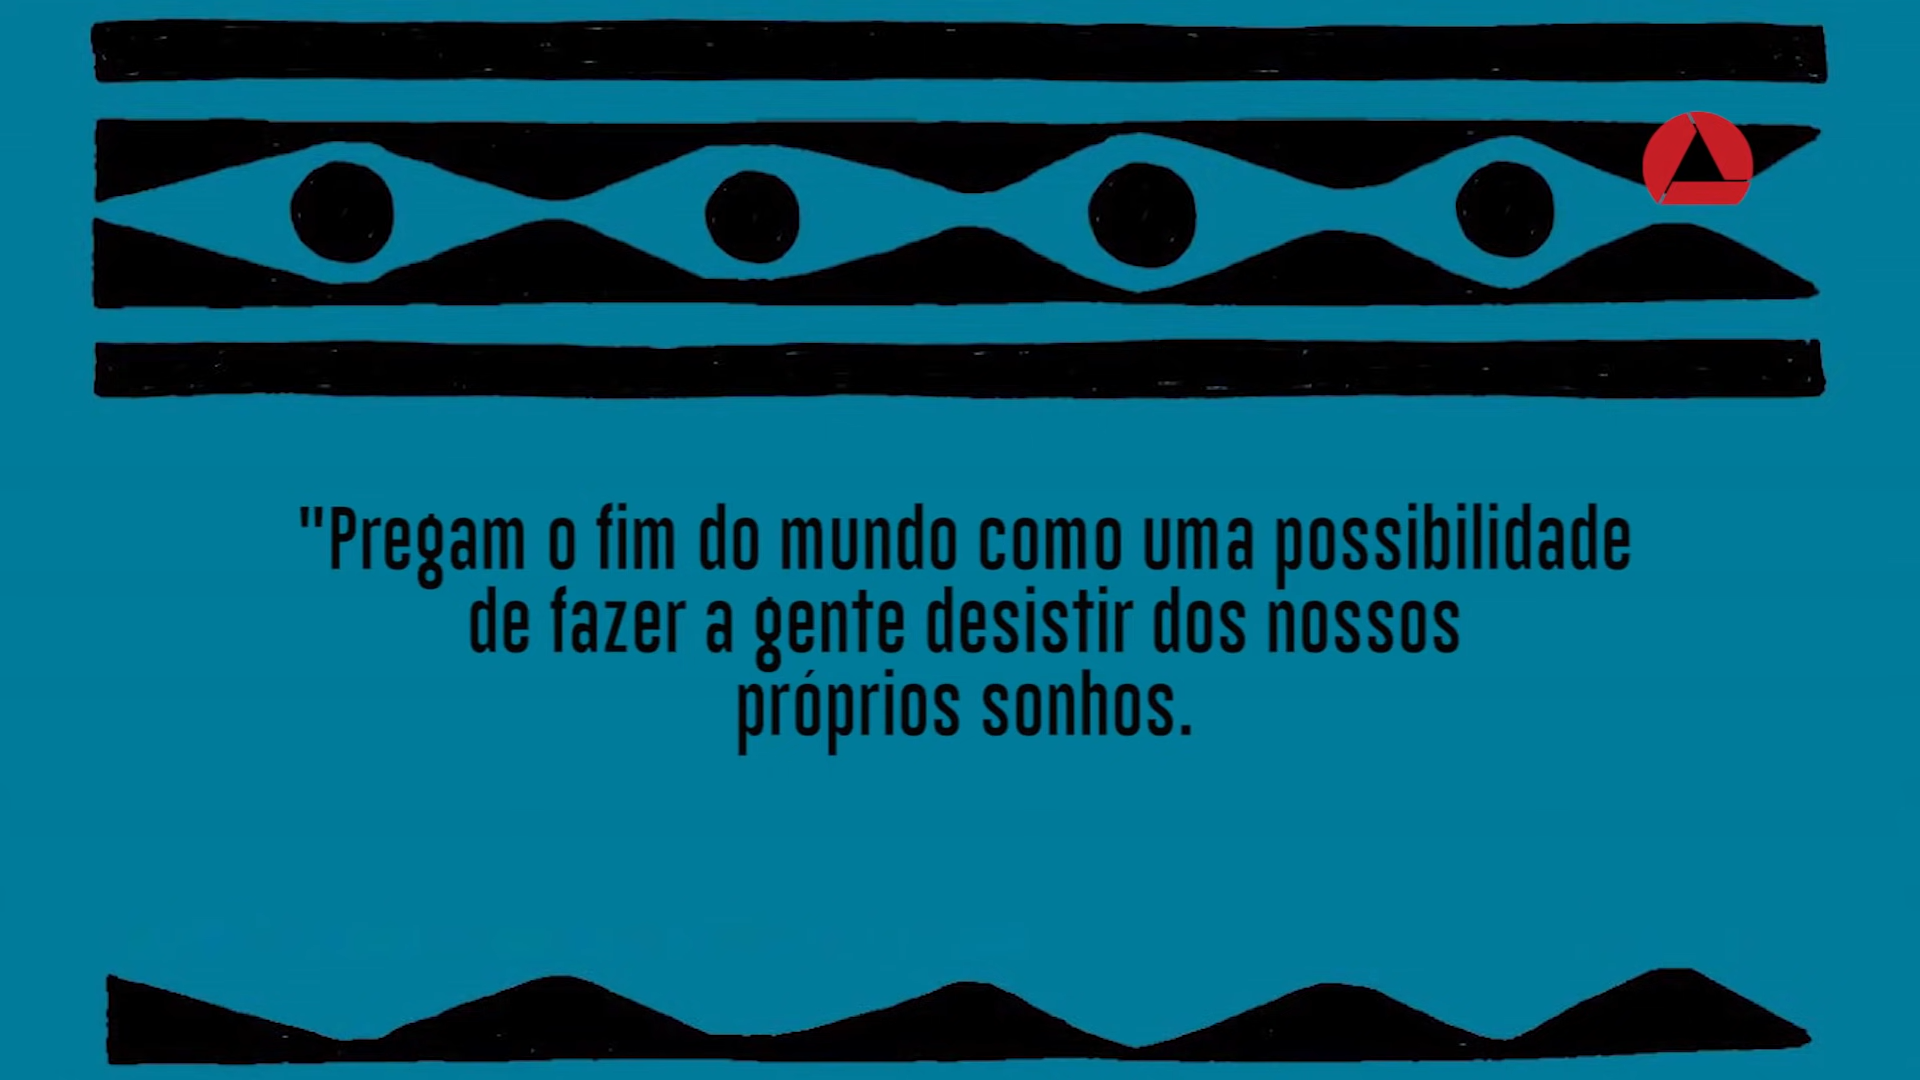 "Pregam o fim do mundo como uma possibilidade
de fazer a gente desistir dos nossos
próprios sonhos.